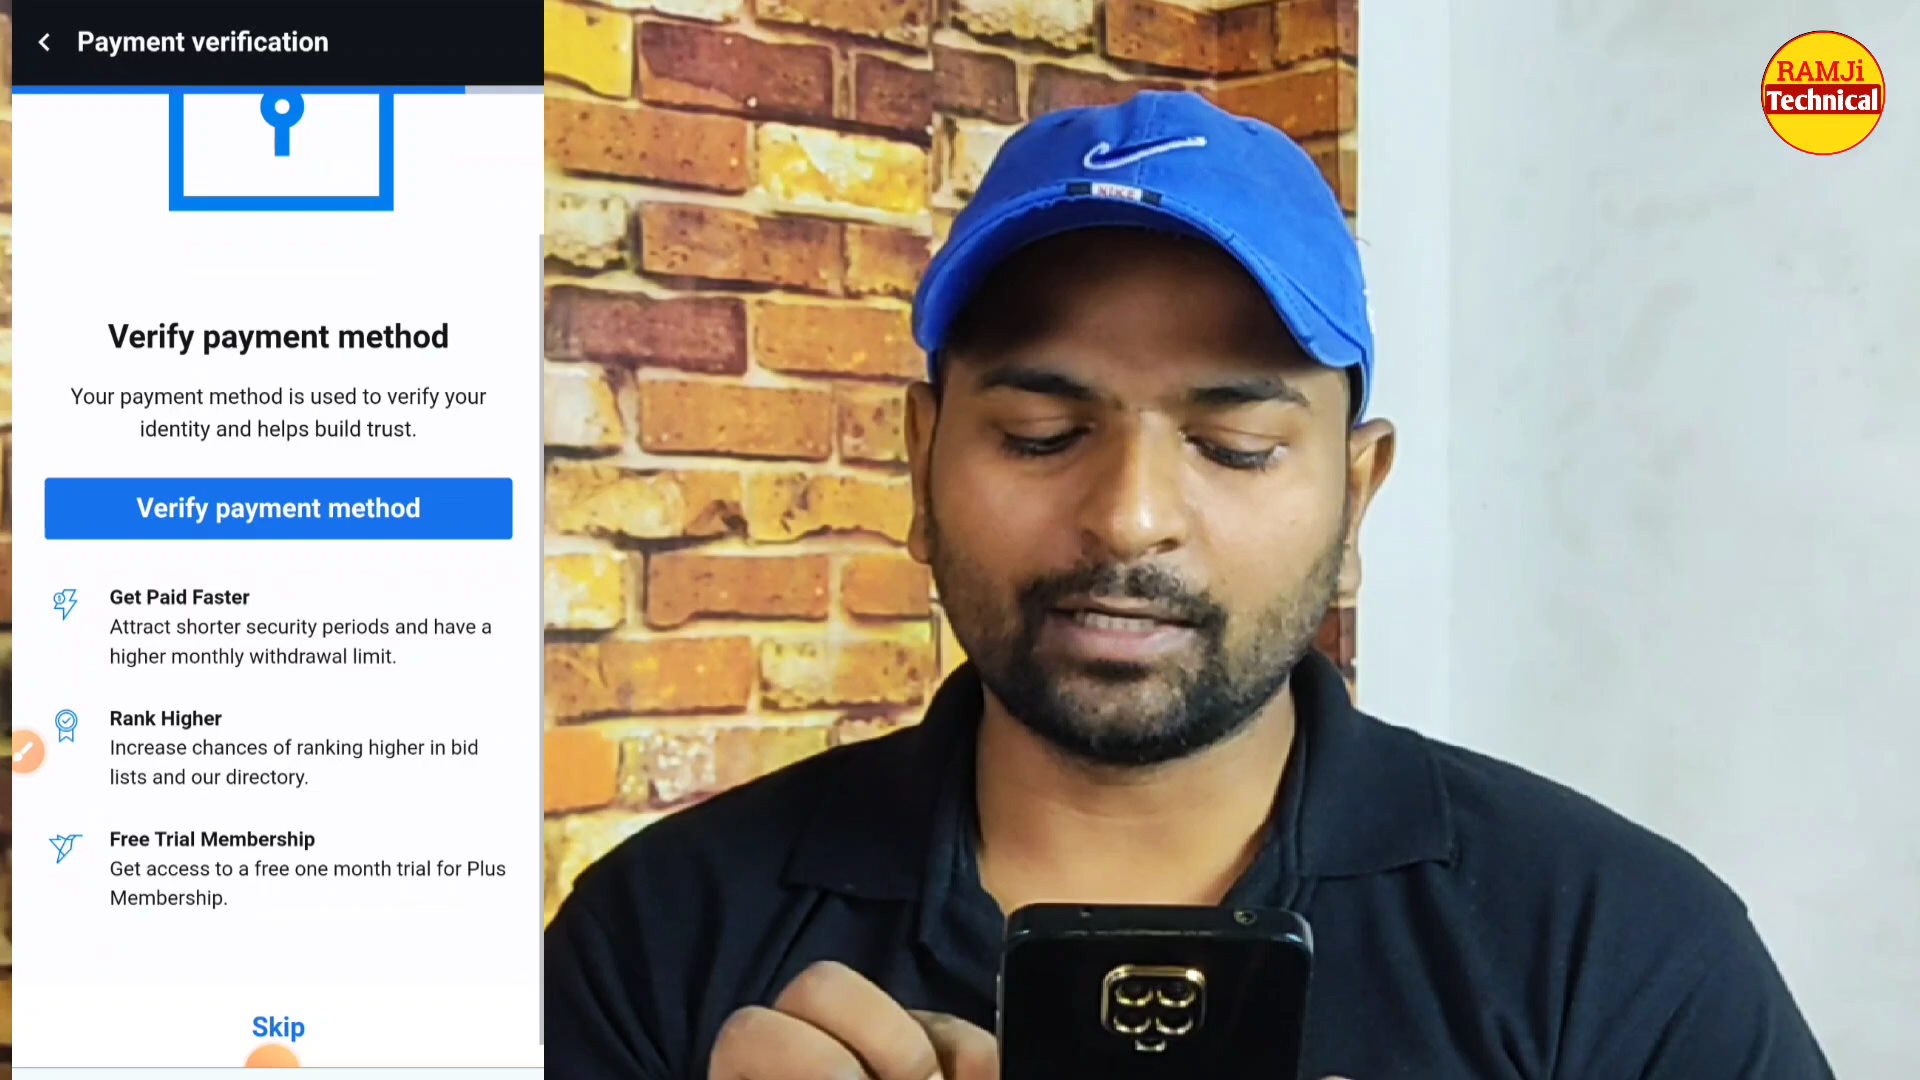 Payment verification
Verify payment method
Your payment method is used to verify your
identity and helps build trust.
Verify payment method
Get Paid Faster
Attract shorter security periods and have a
higher monthly withdrawal limit.
Rank Higher
Increase chances of ranking higher in bid
lists and our directory.
Free Trial Membership
Get access to a free one month trial for Plus
Membership.
Skip
NIKE
RAMJi
Technical